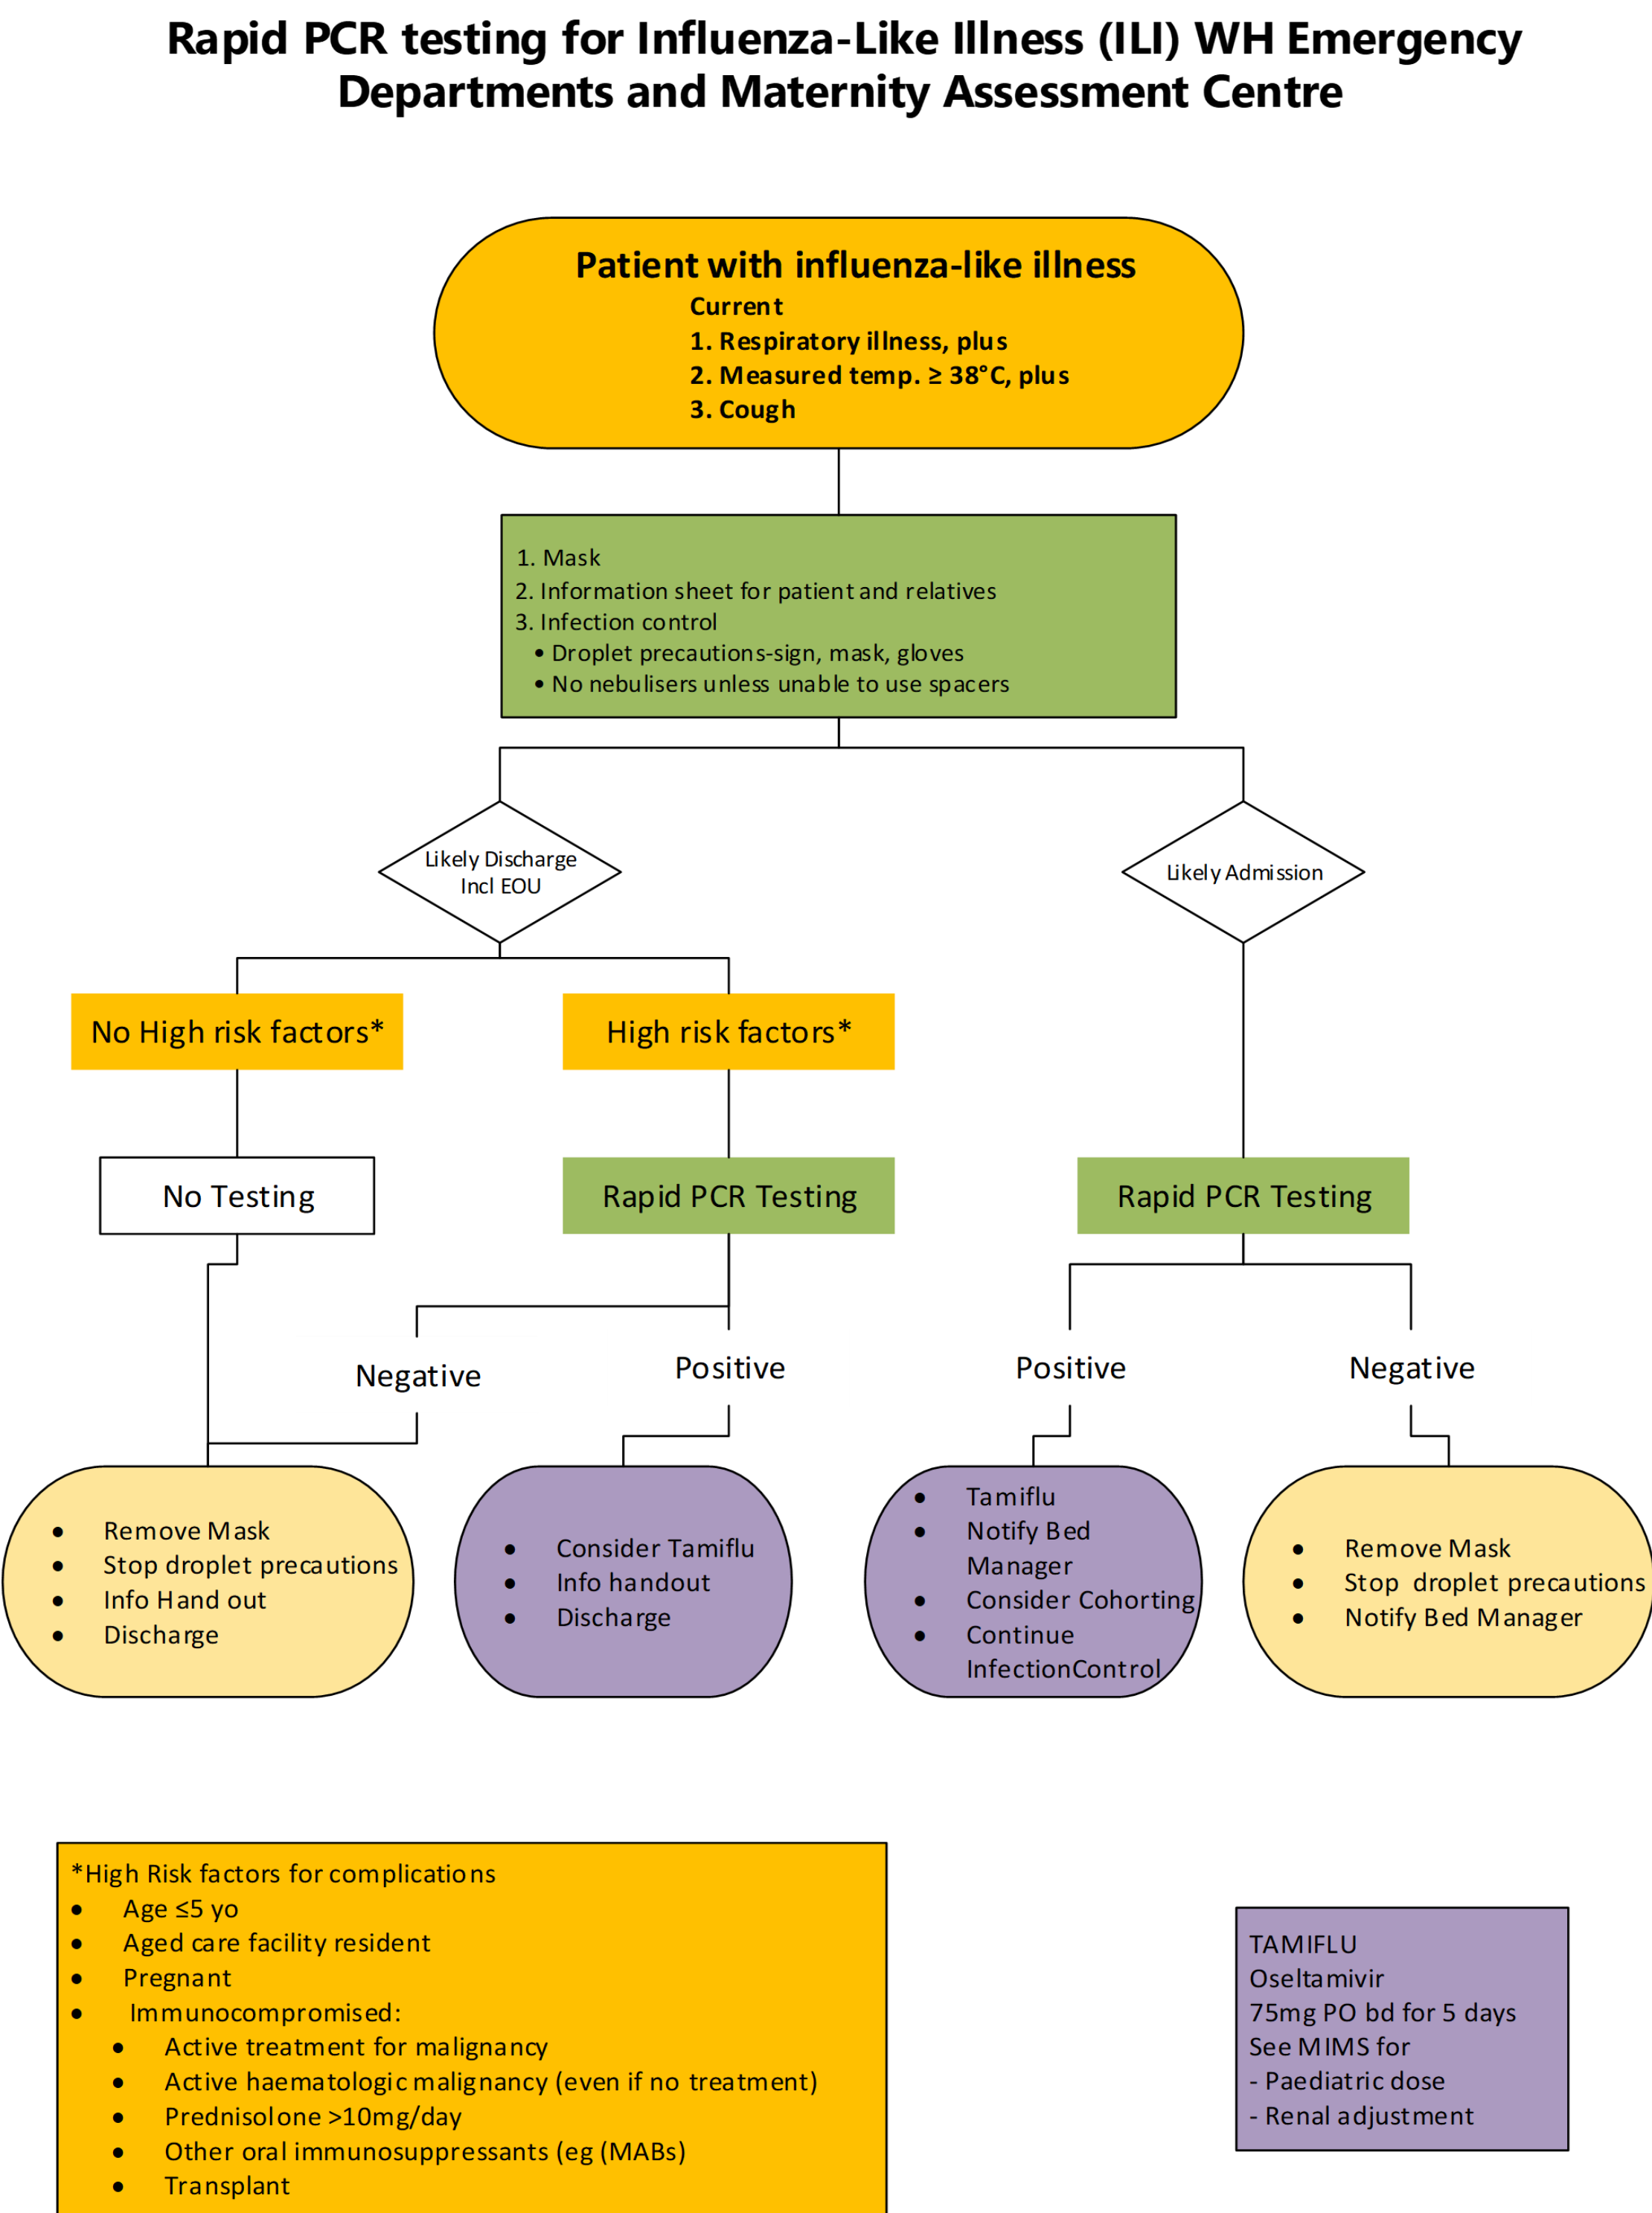 Rapid PCR testing for Influenza-Like Illness (ILI) WH Emergency
Departments and Maternity Assessment Centre
Patient with influenza-like illness
Current
1. Respiratory illness, plus
2. Measured temp. ≥ 38°C, plus
3. Cough
1. Mask
2. Information sheet for patient and relatives
3. Infection control
• Droplet precautions-sign, mask, gloves
• No nebulisers unless unable to use spacers
Likely Discharge
Incl EOU
Likely Admission
No High risk factors*
High risk factors*
No Testing
Rapid PCR Testing
Rapid PCR Testing
Negative
Positive
Positive
Negative
• Remove Mask
• Stop droplet precautions
• Info Hand out
• Discharge
• Consider Tamiflu
• Info handout
• Discharge
• Tamiflu
• Notify Bed
Manager
• Consider Cohorting
• Continue
InfectionControl
• Remove Mask
• Stop droplet precautions
• Notify Bed Manager
*High Risk factors for complications
• Age ≤5 yo
• Aged care facility resident
• Pregnant
• Immunocompromised:
• Active treatment for malignancy
• Active haematologic malignancy (even if no treatment)
• Prednisolone >10mg/day
• Other oral immunosuppressants (eg (MABs)
• Transplant
TAMIFLU
Oseltamivir
75mg PO bd for 5 days
See MIMS for
- Paediatric dose
- Renal adjustment